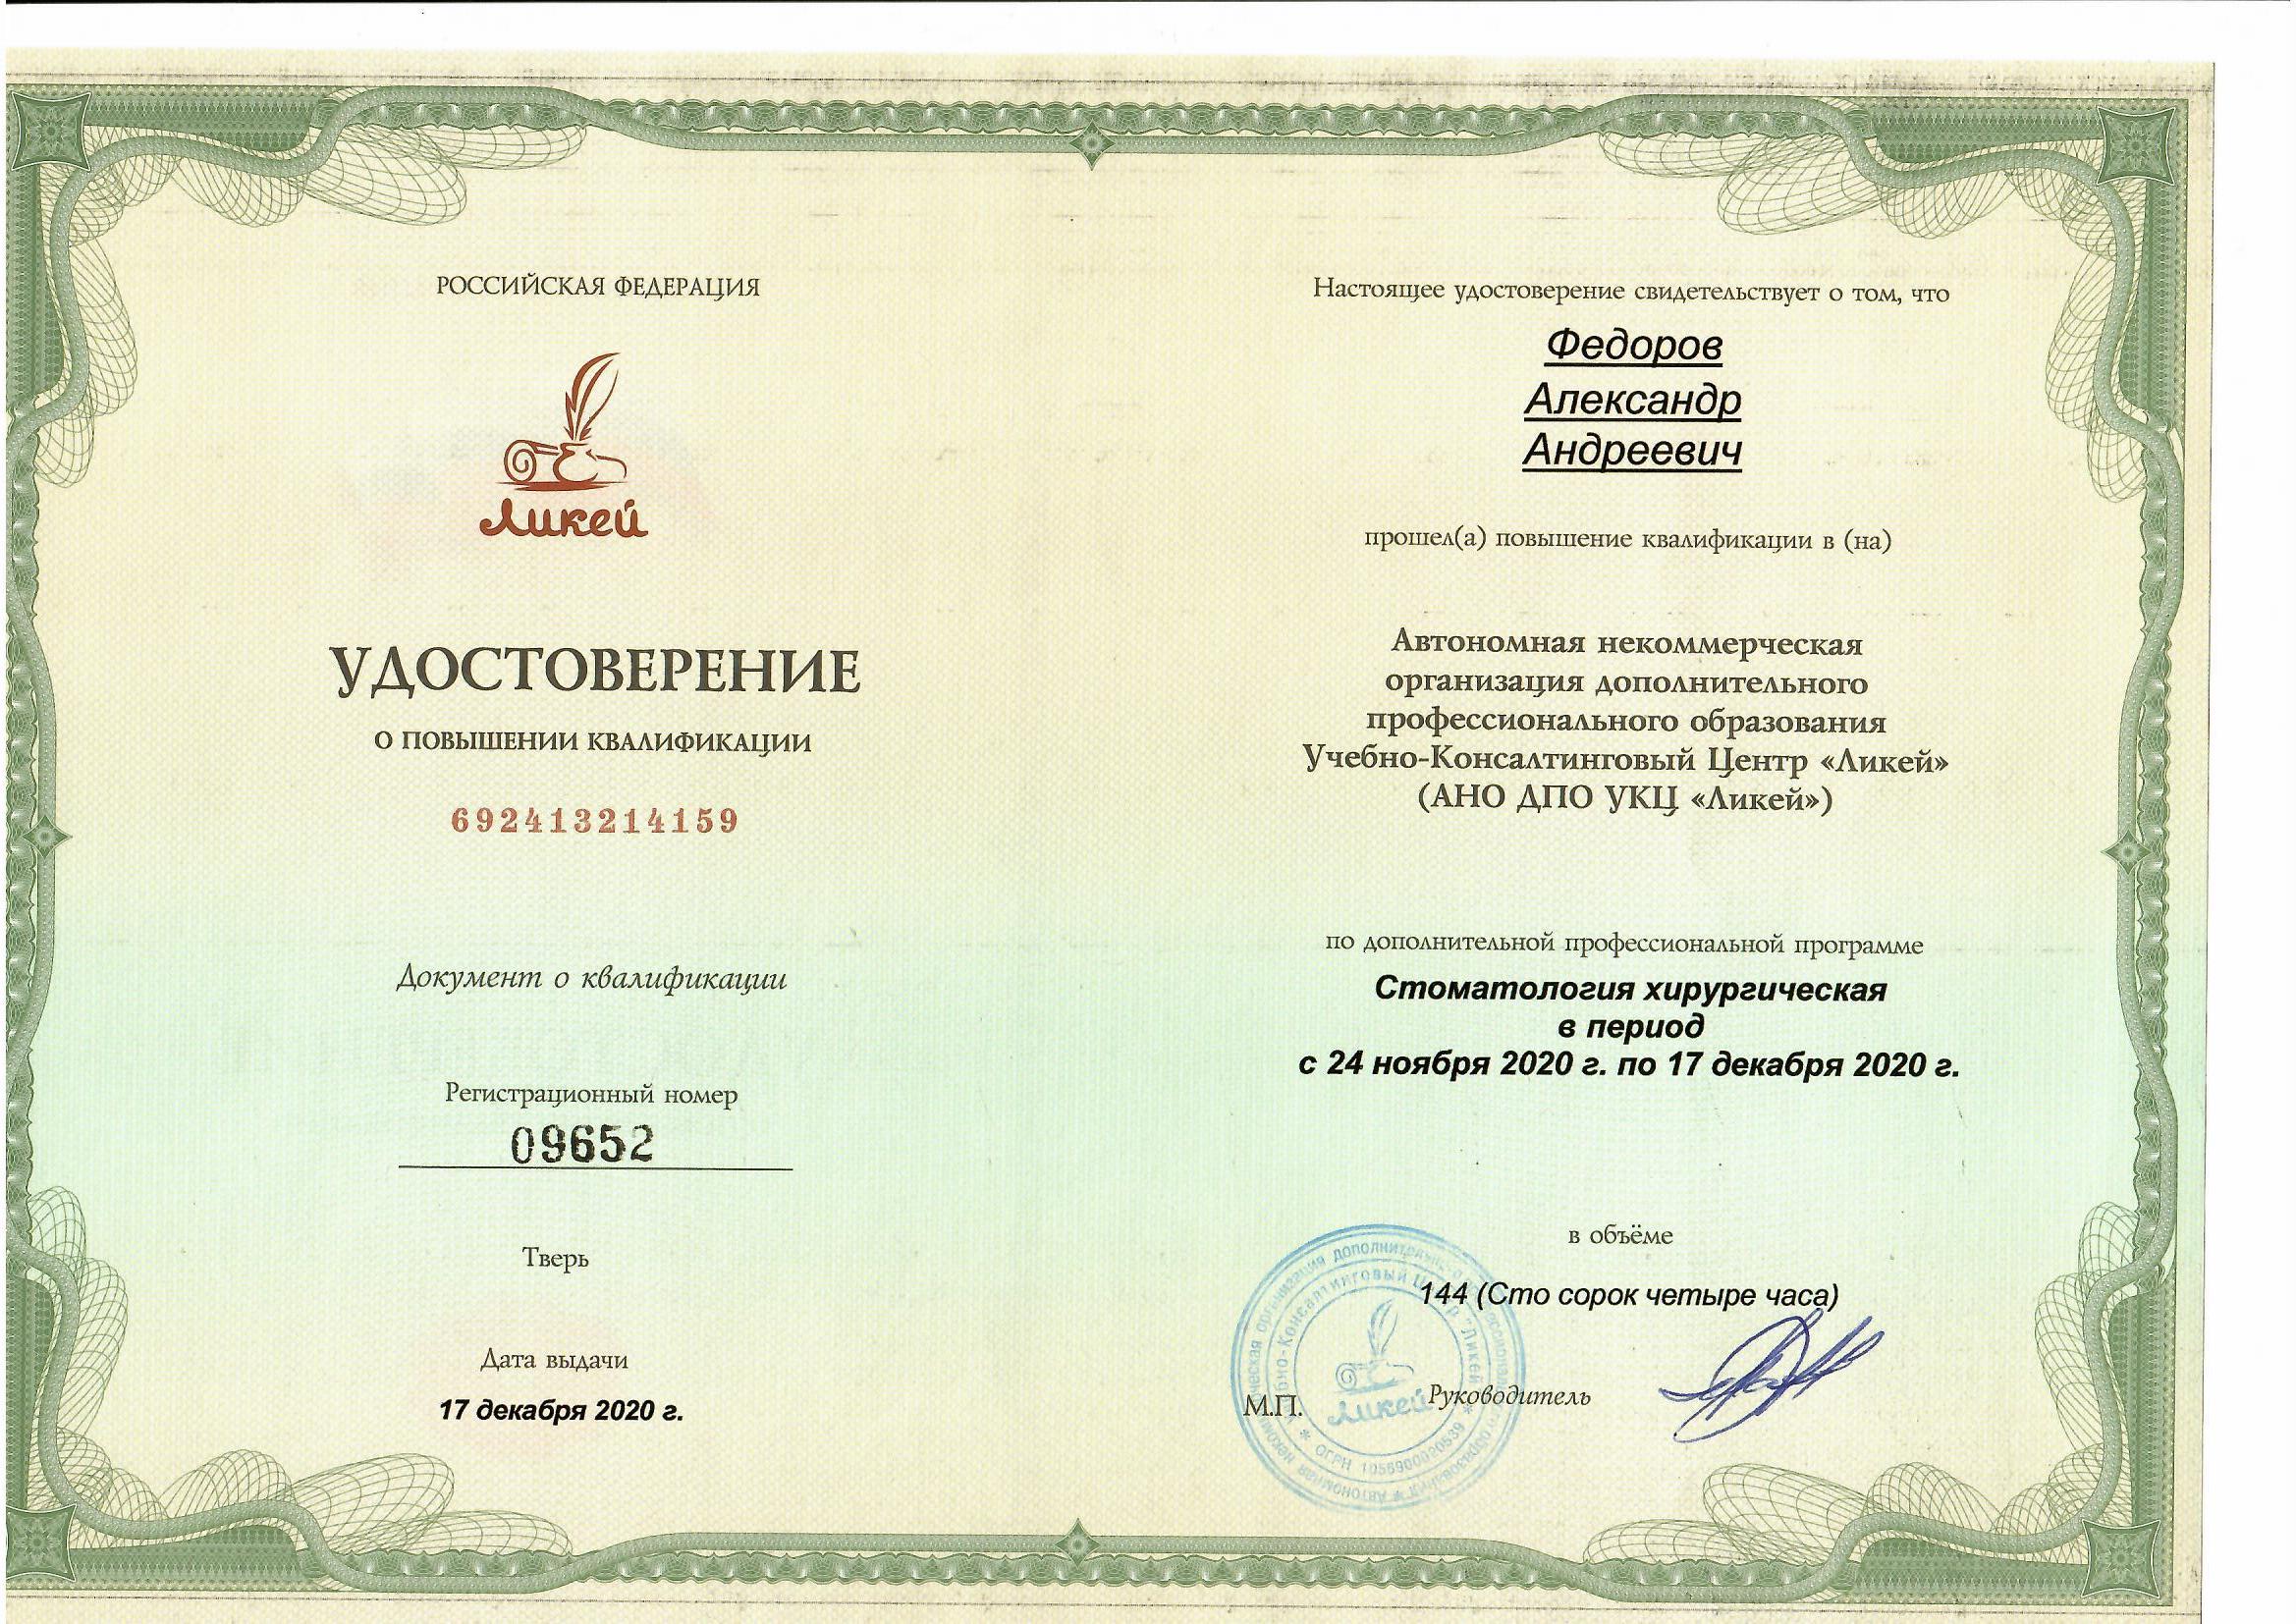 РОССИЙСКАЯ ФЕДЕРАЦИЯ
Ликей
УДОСТОВЕРЕНИЕ
О ПОВЫШЕНИИ КВАЛИФИКАЦИИ
692413214159
Документ о квалификации
Регистрационный номер
09652
Тверь
Дата выдачи
17 декабря 2020 г.
Настоящее удостоверение свидетельствует о том, что
Федоров
Александр
Андреевич
прошел(а) повышение квалификации в (на)
Автономная некоммерческая
организация дополнительного
профессионального образования
Учебно-Консалтинговый Центр «Ликей»
(АНО ДПО УКЦ «Ликей»)
по дополнительной профессиональной программе
Стоматология хирургическая
в период
с 24 ноября 2020 г. по 17 декабря 2020 г.
в объёме
144 (Сто сорок четыре часа)
М.П.
Руководитель
Ликей